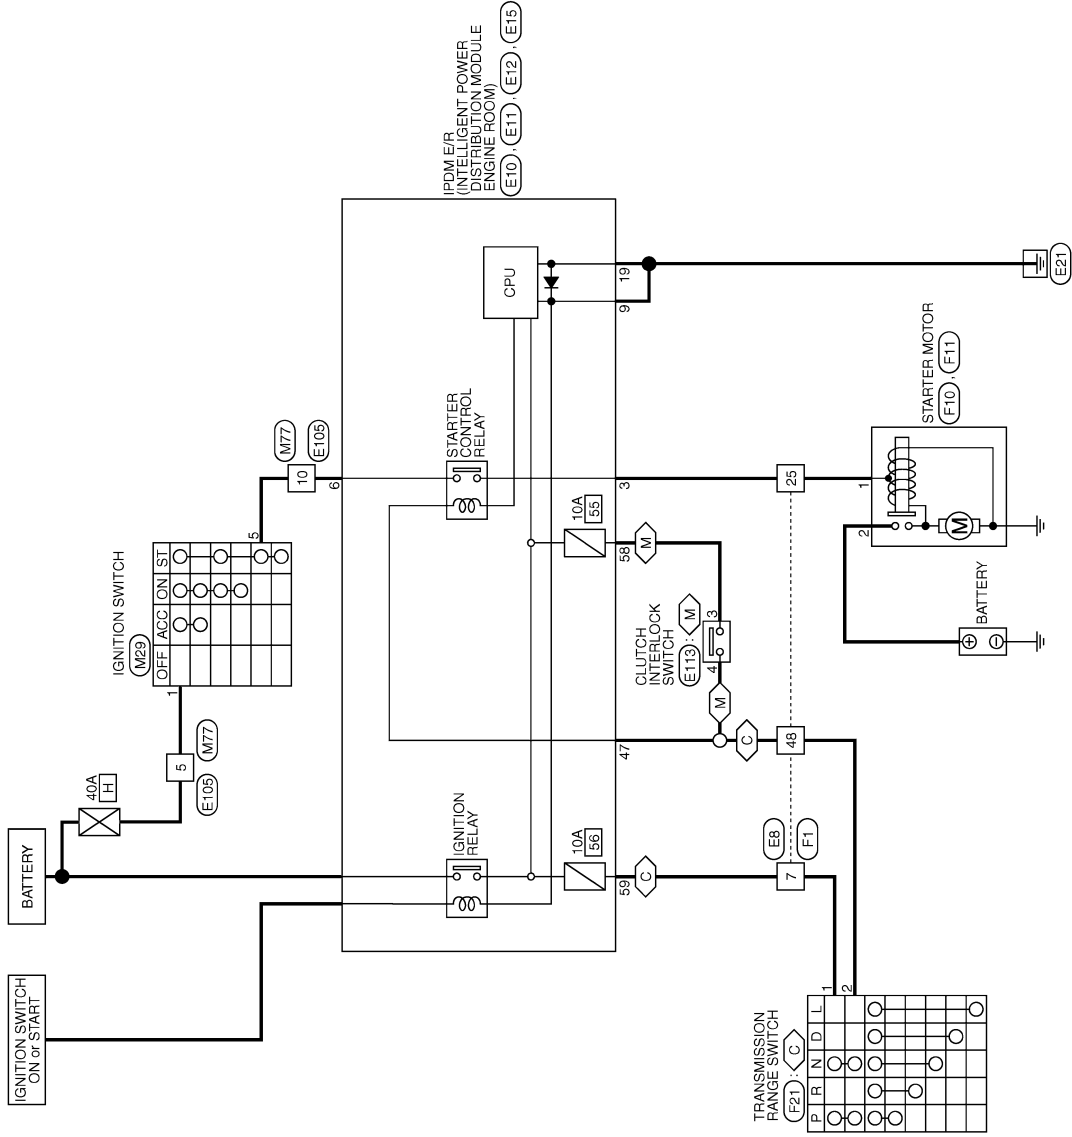 IPDM E/R
(INTELLIGENT POWER
DISTRIBUTION MODULE
ENGINE ROOM)
E10 , E11 , E12 , E15
CPU
19
9
E21
IGNITION SWITCH
M29
OFF ACC ON ST
5
1
M77
E105
10
6
STARTER
CONTROL
RELAY
10A
55
3
58
M
25
STARTER MOTOR
F10 , F11
1
2
M
BATTERY
+
-
CLUTCH
INTERLOCK
SWITCH
E113 : M
3
4
M
C
47
48
5
M77
E105
40A
H
BATTERY
IGNITION
RELAY
10A
56
59
C
E8
F1
7
IGNITION SWITCH
ON or START
TRANSMISSION
RANGE SWITCH
F21 : C
P R N D L
1
2